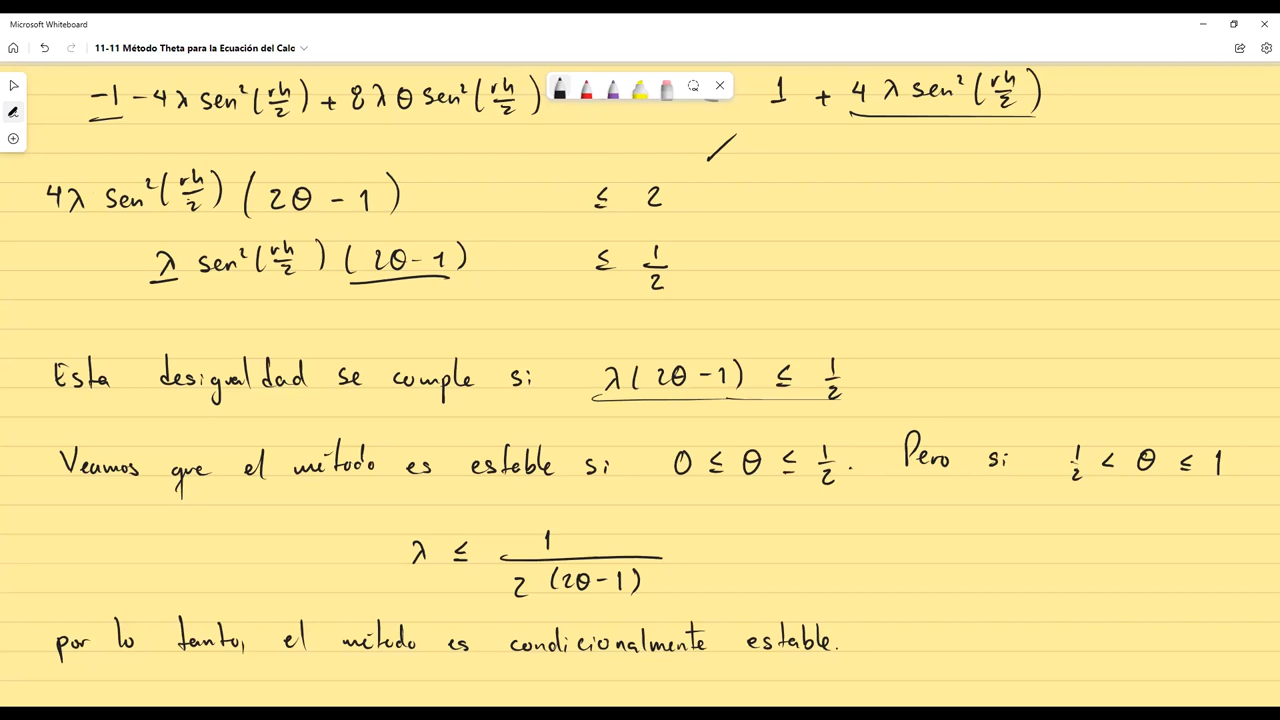 Microsoft Whiteboard
11-11 Método Theta para la Ecuación del Calc
-1 - 4λ sen²(rh/2) + 8λθ sen²(rh/2) 1 + 4λ sen²(rh/2)
4λ sen²(rh/2) (2θ - 1) ≤ 2
λ sen²(rh/2) (2θ - 1) ≤ 1/2
Esta desigualdad se cumple si: λ(2θ - 1) ≤ 1/2
Veamos que el método es estable si 0 ≤ θ ≤ 1/2. Pero si 1/2 < θ ≤ 1
λ ≤ 1/(2(2θ - 1))
por lo tanto, el método es condicionalmente estable.